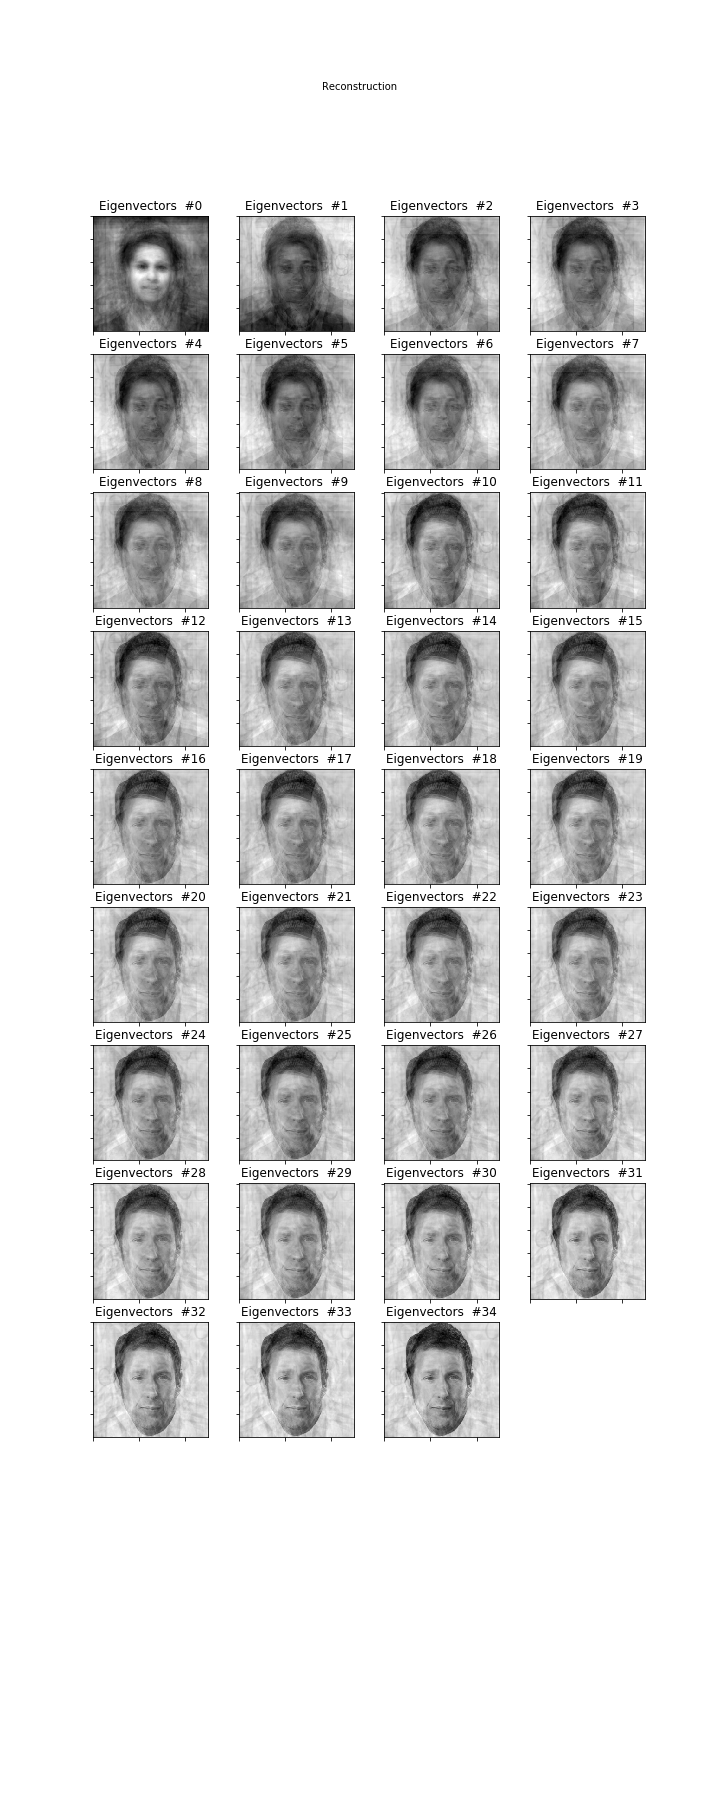 Reconstruction
Eigenvectors  #0 Eigenvectors  #1 Eigenvectors  #2 Eigenvectors  #3
Eigenvectors  #4 Eigenvectors  #5 Eigenvectors  #6 Eigenvectors  #7
Eigenvectors  #8 Eigenvectors  #9 Eigenvectors  #10 Eigenvectors  #11
Eigenvectors  #12 Eigenvectors  #13 Eigenvectors  #14 Eigenvectors  #15
Eigenvectors  #16 Eigenvectors  #17 Eigenvectors  #18 Eigenvectors  #19
Eigenvectors  #20 Eigenvectors  #21 Eigenvectors  #22 Eigenvectors  #23
Eigenvectors  #24 Eigenvectors  #25 Eigenvectors  #26 Eigenvectors  #27
Eigenvectors  #28 Eigenvectors  #29 Eigenvectors  #30 Eigenvectors  #31
Eigenvectors  #32 Eigenvectors  #33 Eigenvectors  #34